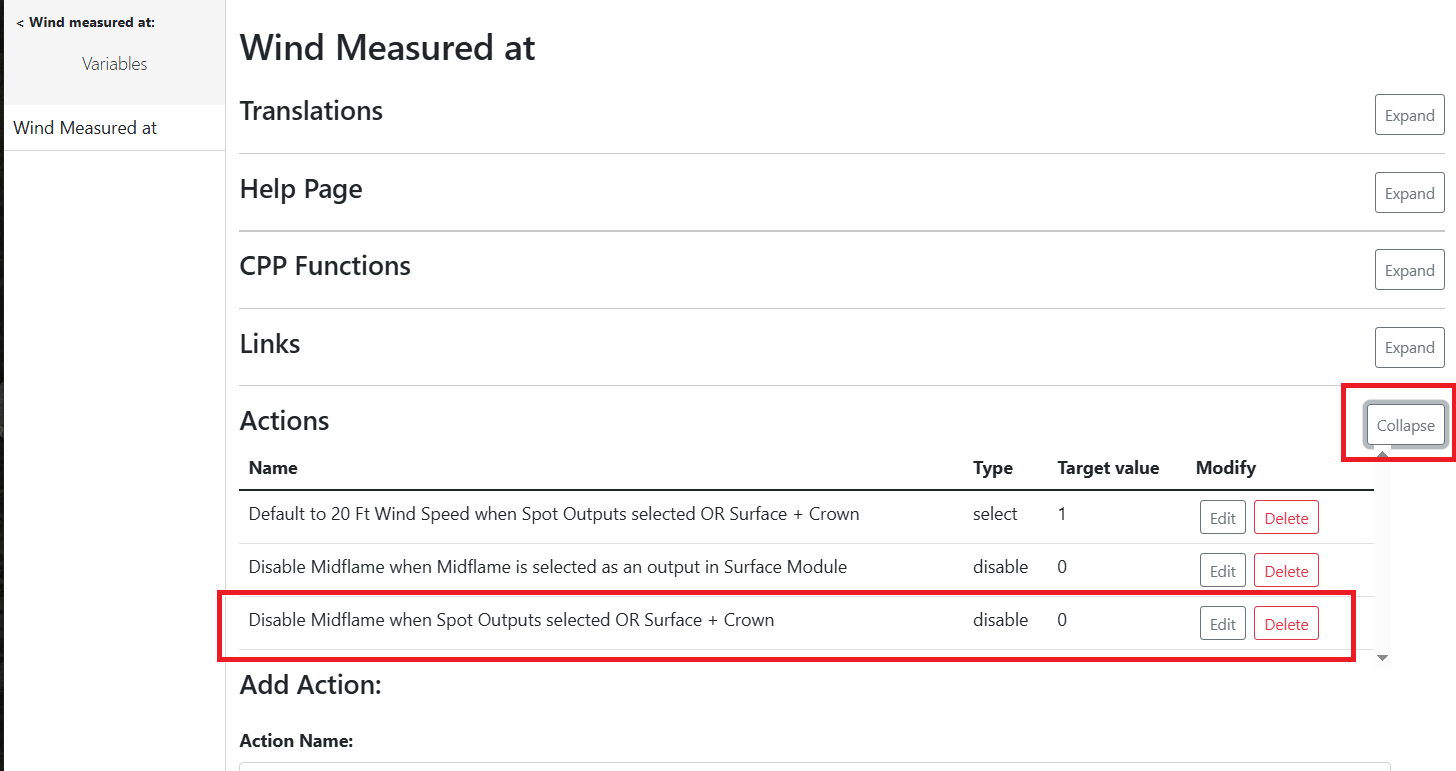 < Wind measured at:
Variables
Wind Measured at
Wind Measured at
Translations
Expand
Help Page
Expand
CPP Functions
Expand
Links
Expand
Actions
Collapse
Name Type Target value Modify
Default to 20 Ft Wind Speed when Spot Outputs selected OR Surface + Crown select 1 Edit Delete
Disable Midflame when Midflame is selected as an output in Surface Module disable 0 Edit Delete
Disable Midflame when Spot Outputs selected OR Surface + Crown disable 0 Edit Delete
Add Action:
Action Name: